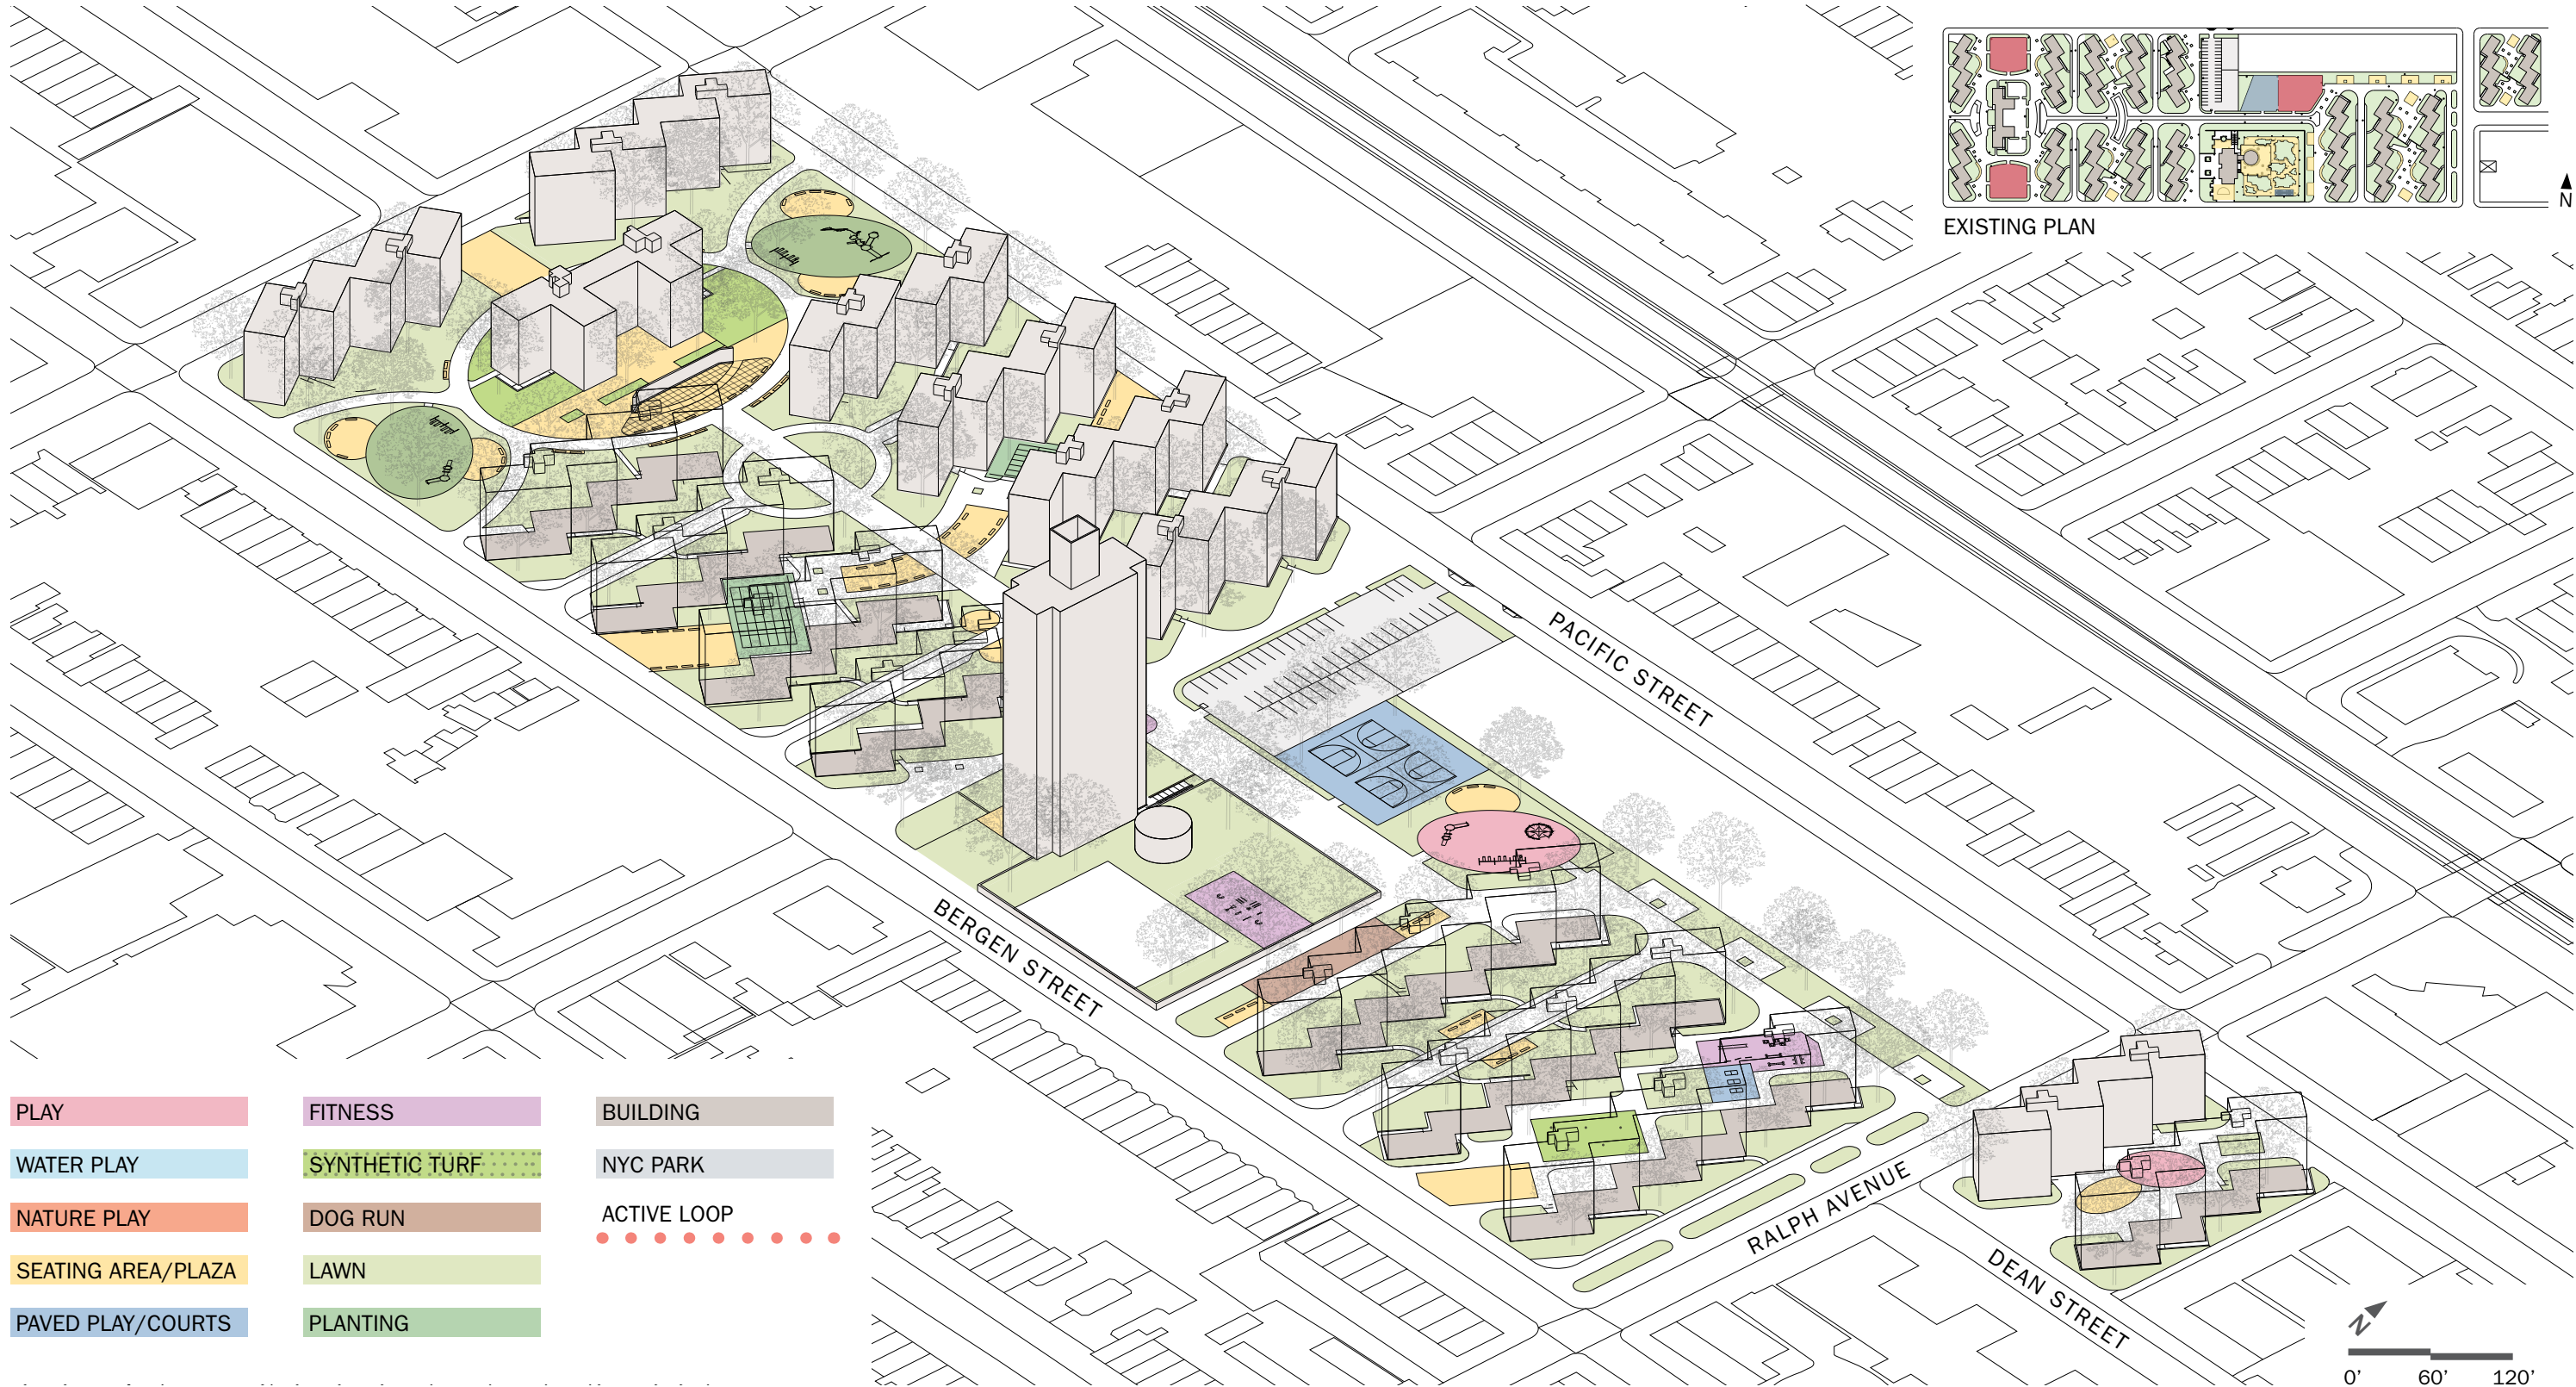 EXISTING PLAN
N
PACIFIC STREET
BERGEN STREET
RALPH AVENUE
DEAN STREET
PLAY
WATER PLAY
NATURE PLAY
SEATING AREA/PLAZA
PAVED PLAY/COURTS
FITNESS
SYNTHETIC TURF
DOG RUN
LAWN
PLANTING
BUILDING
NYC PARK
ACTIVE LOOP
N
0' 60' 120'